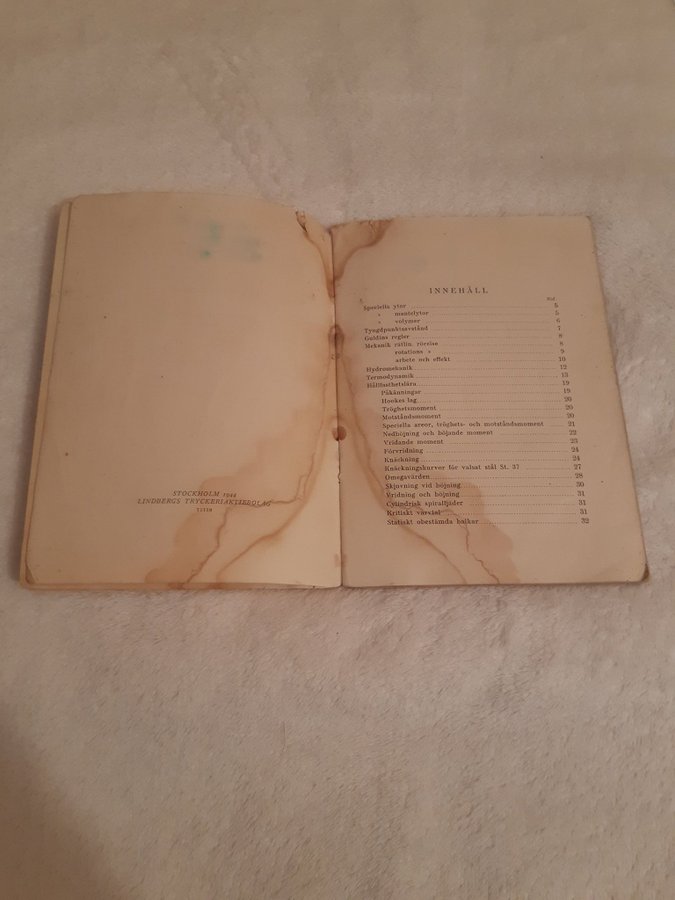 STOCKHOLM 1944
LINDBERGS TRYCKERIAKTIEBOLAG
INNEHÅLL
Sid
Speciella ytor 5
» mantelytor 5
» volymer 6
Tyngdpunktsavstånd 7
Guldins regler 8
Mekanik rätlin. rörelse 8
rotations » 9
arbete och effekt 10
Hydromekanik 12
Termodynamik 13
Hållfasthetslära 19
Påkänningar 19
Hookes lag 20
Tröghetsmoment 20
Motståndsmoment 20
Speciella areor, tröghets- och motståndsmoment 21
Nedböjning och böjande moment 22
Vridande moment 23
Förvridning 24
Knäckning 24
Knäckningskurvor för valsat stål St. 37 27
Omegavärden 28
Skjuvning vid böjning 30
Vridning och böjning 31
Cylindrisk spiralfjäder 31
Kritiskt varvtal 31
Statiskt obestämda balkar 32